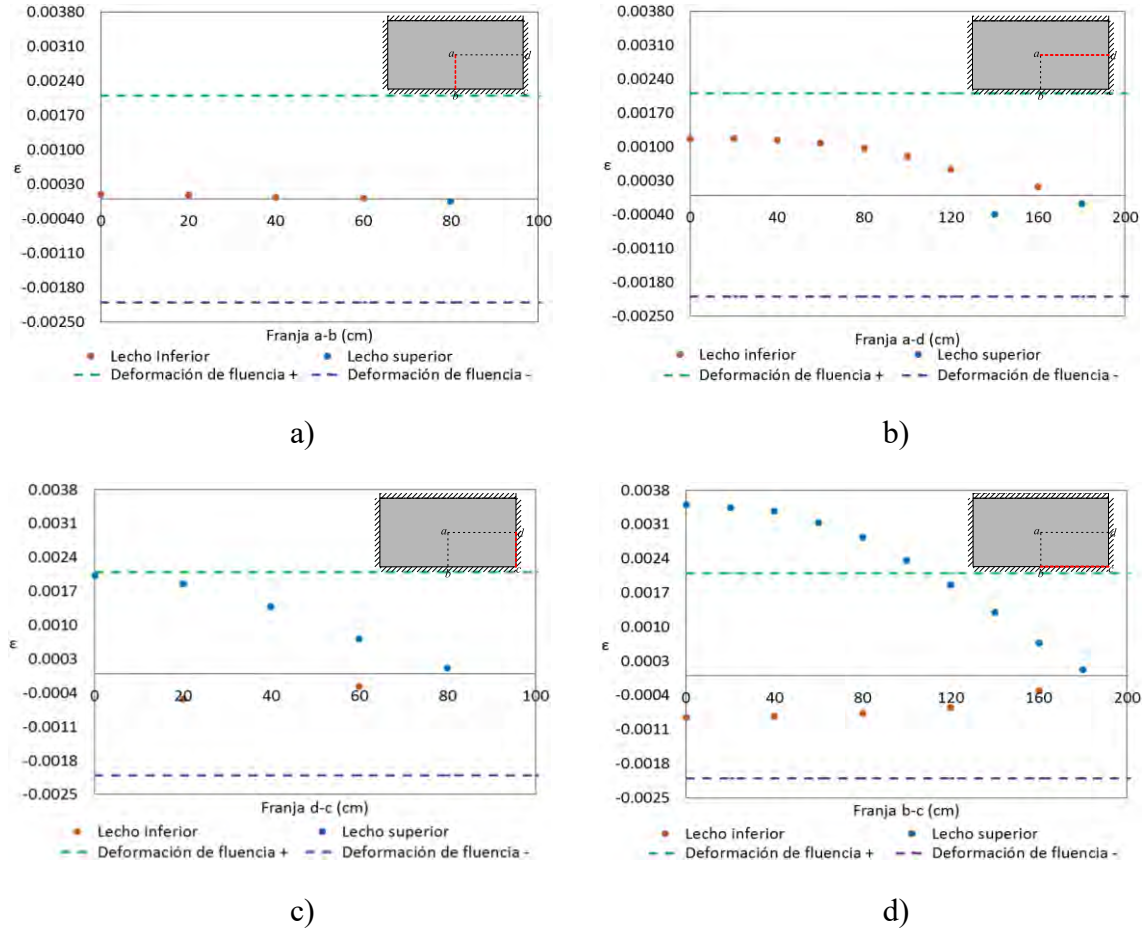 0.00380
0.00310
0.00240
0.00170
0.00100
0.00030
-0.00040
-0.00110
-0.00180
-0.00250
ε
0 20 40 60 80 100
a
d
b
Franja a-b (cm)
Lecho Inferior
Lecho superior
Deformación de fluencia +
Deformación de fluencia -
a)
0.00380
0.00310
0.00240
0.00170
0.00100
0.00030
-0.00040
-0.00110
-0.00180
-0.00250
ε
0 40 80 120 160 200
a
d
b
Franja a-d (cm)
Lecho inferior
Lecho superior
Deformación de fluencia +
Deformación de fluencia -
b)
0.0038
0.0031
0.0024
0.0017
0.0010
0.0003
-0.0004
-0.0011
-0.0018
-0.0025
ε
0 20 40 60 80 100
a
d
b
Franja d-c (cm)
Lecho Inferior
Lecho superior
Deformación de fluencia +
Deformación de fluencia -
c)
0.0038
0.0031
0.0024
0.0017
0.0010
0.0003
-0.0004
-0.0011
-0.0018
-0.0025
ε
0 40 80 120 160 200
a
d
b
Franja b-c (cm)
Lecho inferior
Lecho superior
Deformación de fluencia +
Deformación de fluencia -
d)